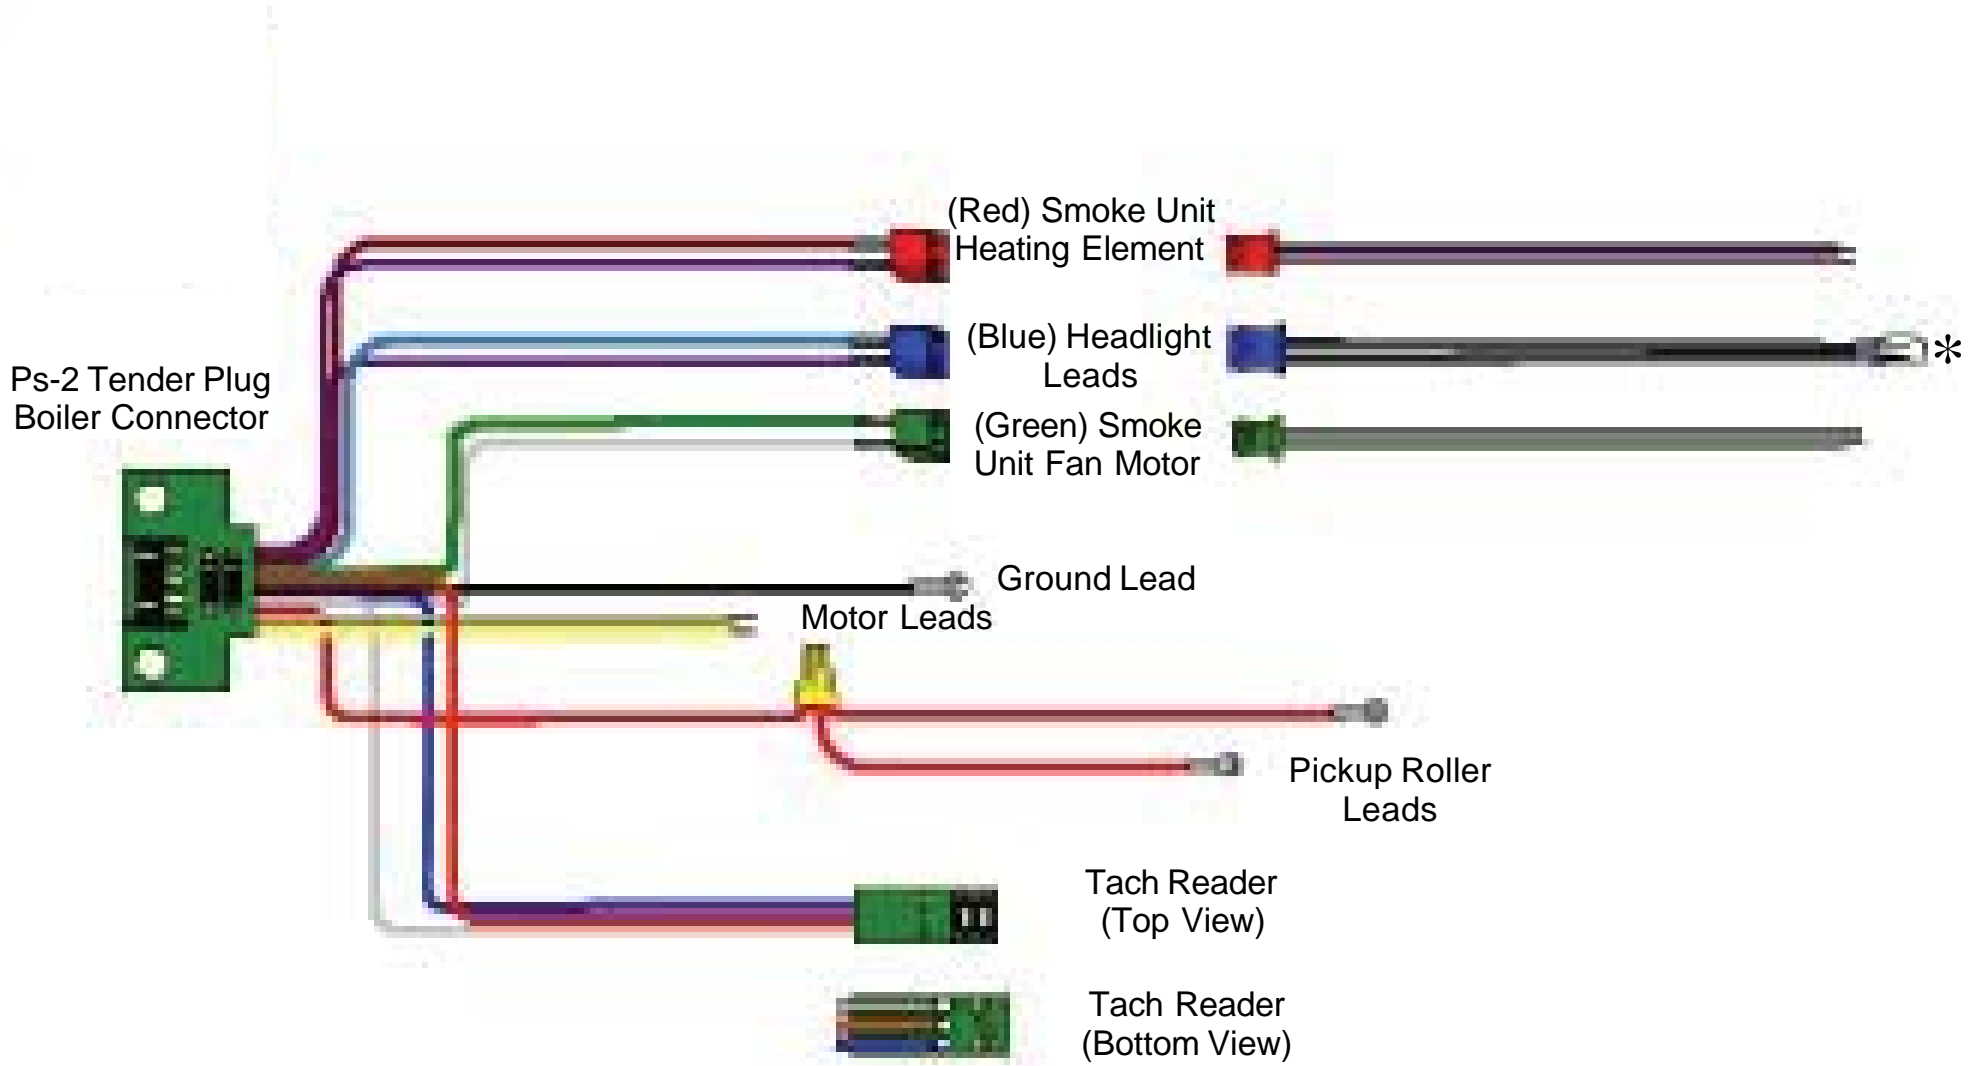 (Red) Smoke Unit
Heating Element
(Blue) Headlight
Leads
*
Ps-2 Tender Plug
Boiler Connector
(Green) Smoke
Unit Fan Motor
Ground Lead
Motor Leads
Pickup Roller
Leads
Tach Reader
(Top View)
Tach Reader
(Bottom View)